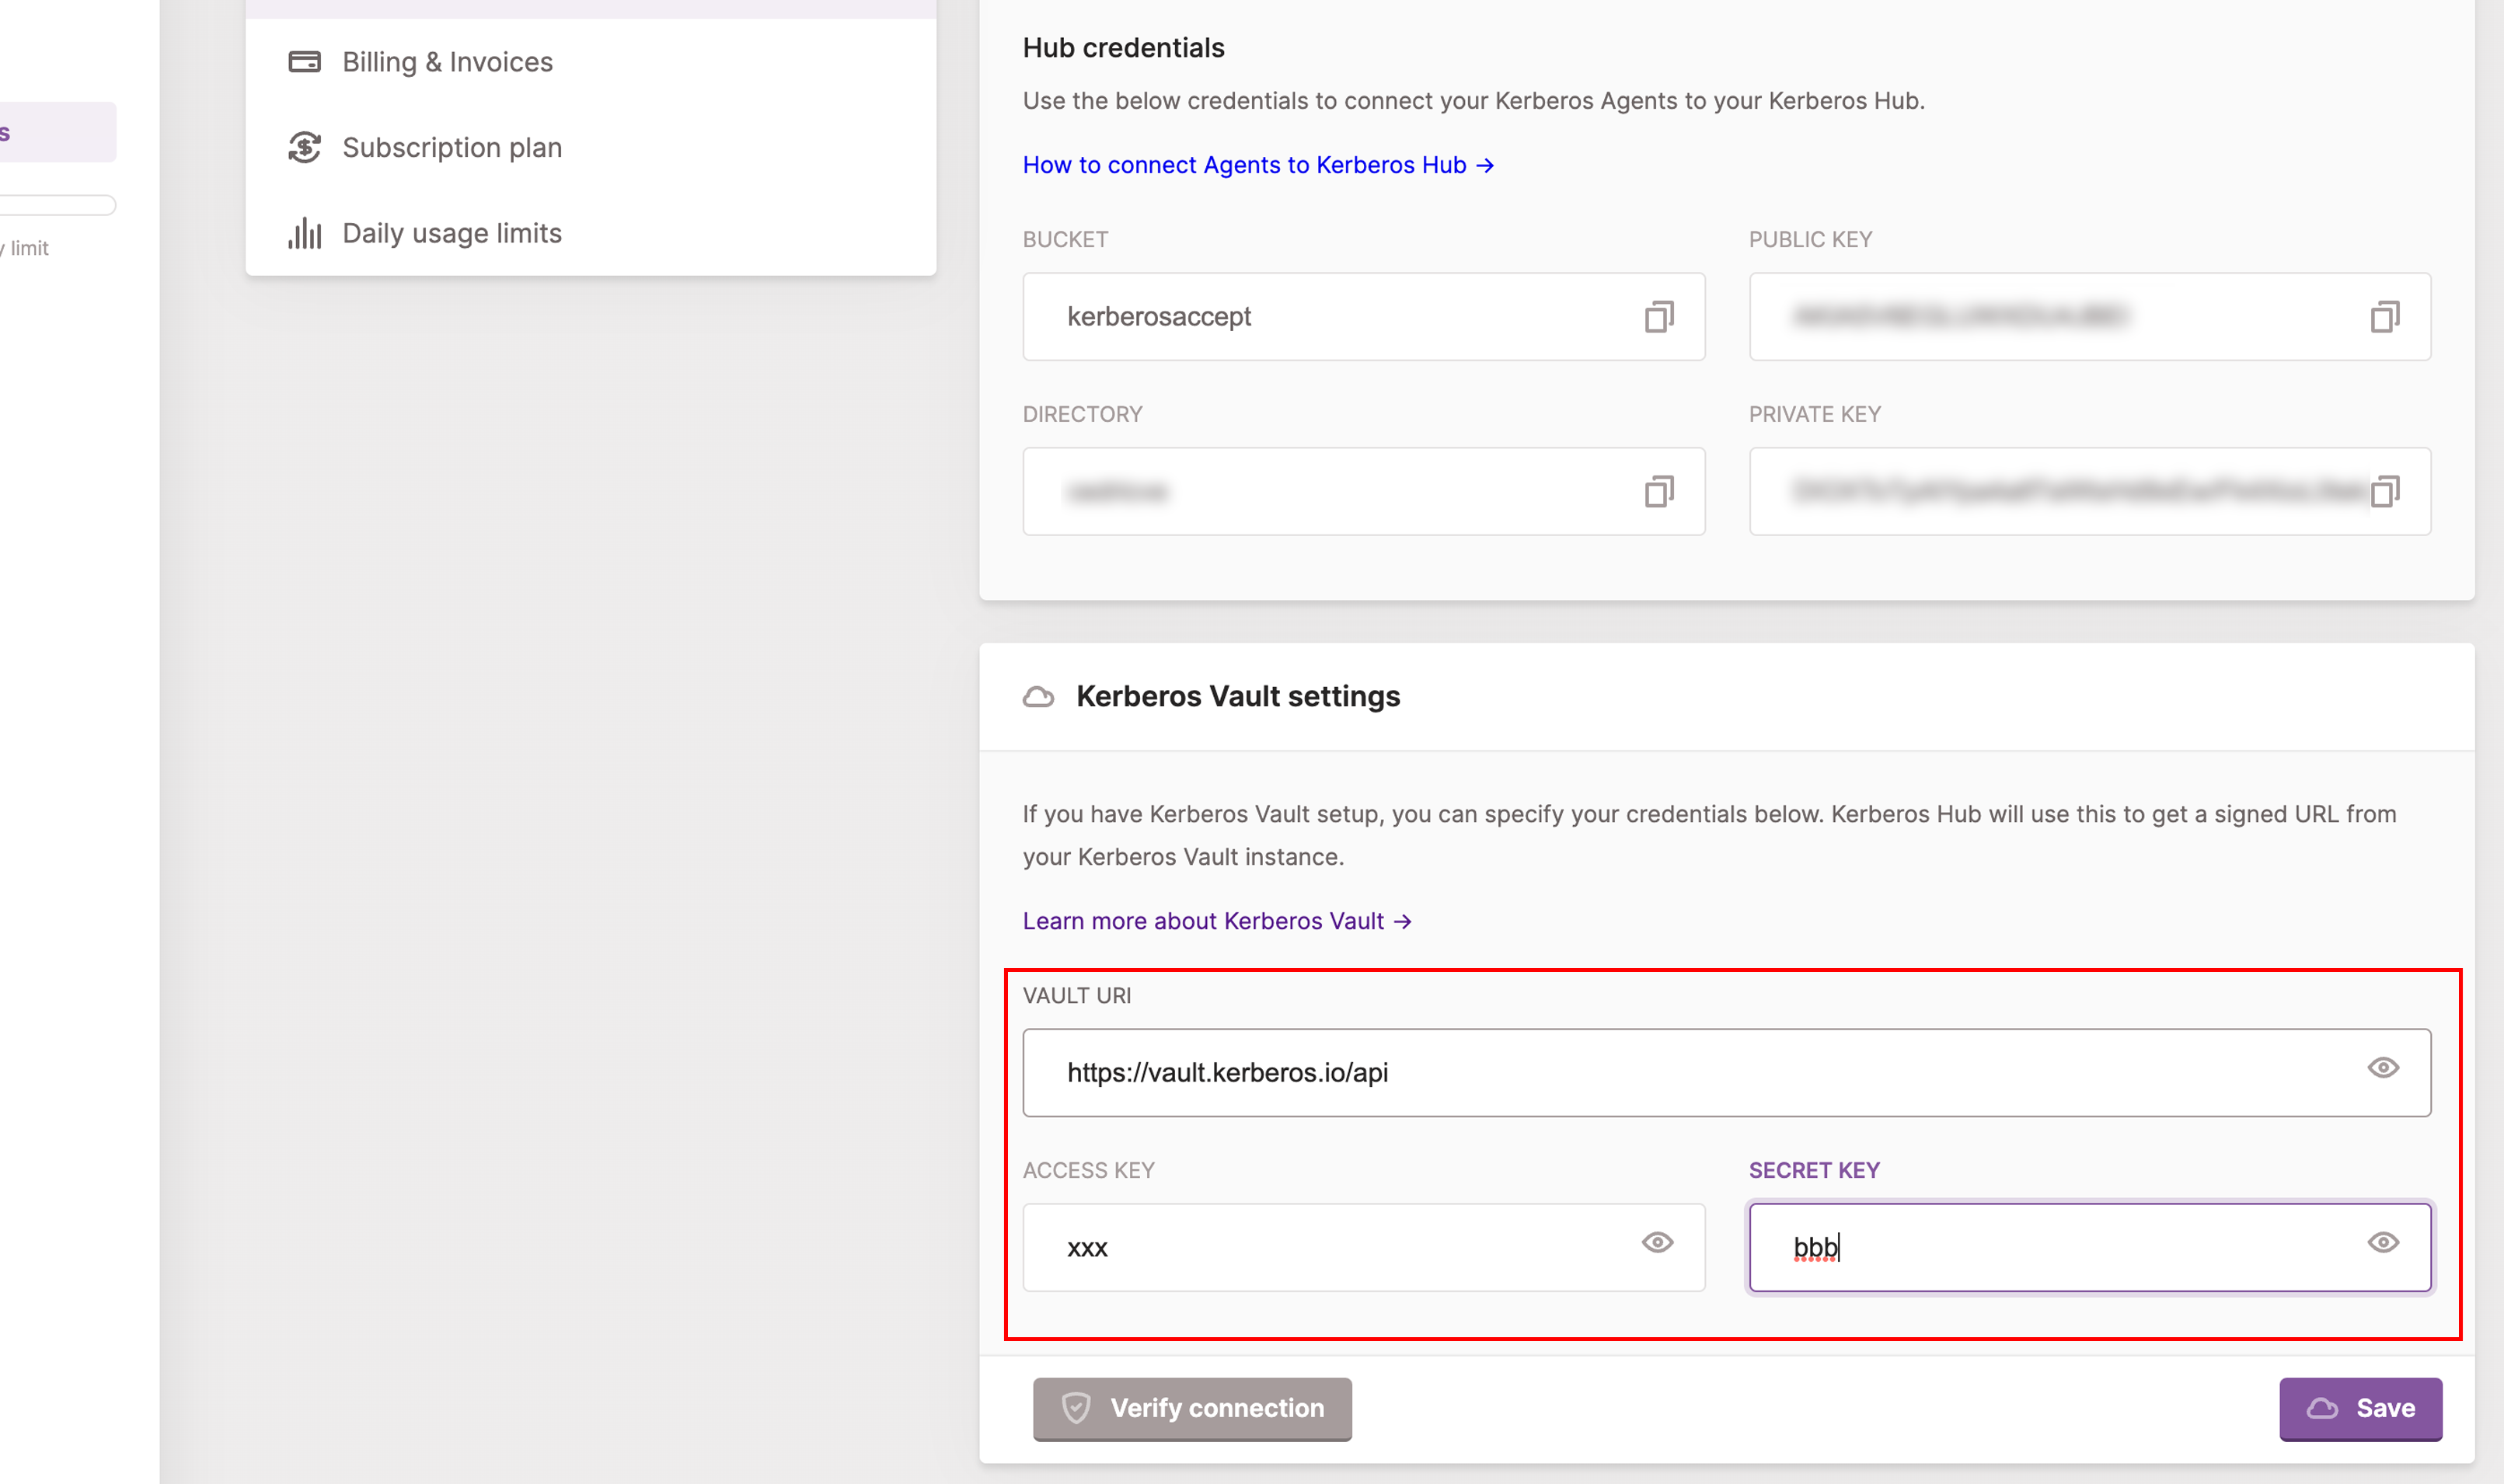 s
y limit
Billing & Invoices
Subscription plan
Daily usage limits
Hub credentials
Use the below credentials to connect your Kerberos Agents to your Kerberos Hub.
How to connect Agents to Kerberos Hub →
BUCKET
PUBLIC KEY
kerberosaccept
DIRECTORY
PRIVATE KEY
Kerberos Vault settings
If you have Kerberos Vault setup, you can specify your credentials below. Kerberos Hub will use this to get a signed URL from
your Kerberos Vault instance.
Learn more about Kerberos Vault →
VAULT URI
https://vault.kerberos.io/api
ACCESS KEY
SECRET KEY
xxx
bbb
Verify connection
Save